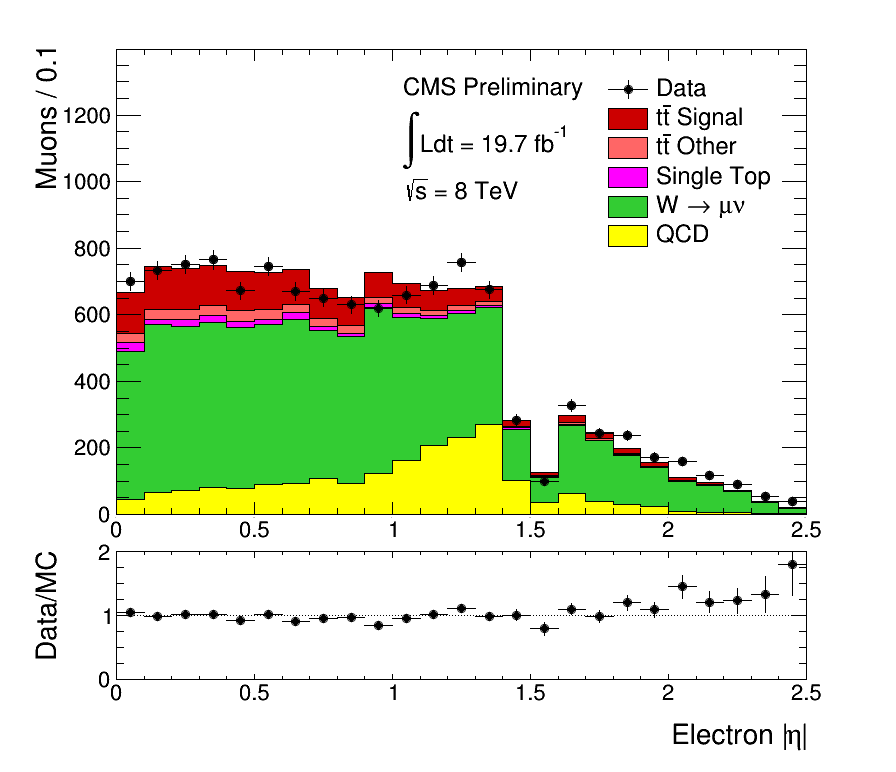 Muons / 0.1
1200
1000
800
600
400
200
0
0 0.5 1 1.5 2 2.5
CMS Preliminary
∫Ldt = 19.7 fb⁻¹
√s = 8 TeV
Data
tt̄ Signal
tt̄ Other
Single Top
W → μν
QCD
Data/MC
2
1
0
0 0.5 1 1.5 2 2.5
Electron |η|